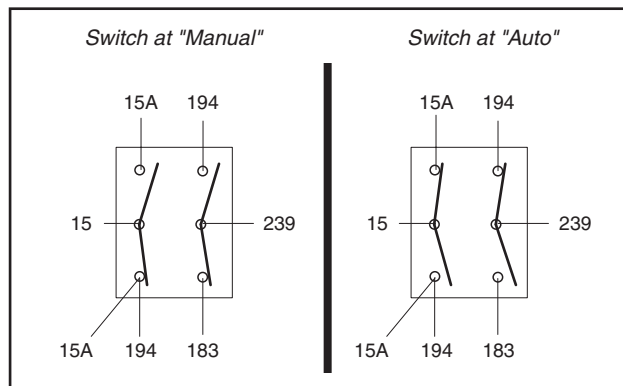 Switch at "Manual" Switch at "Auto"
15A 194 15A 194
15 239 15 239
15A 194 183 15A 194 183